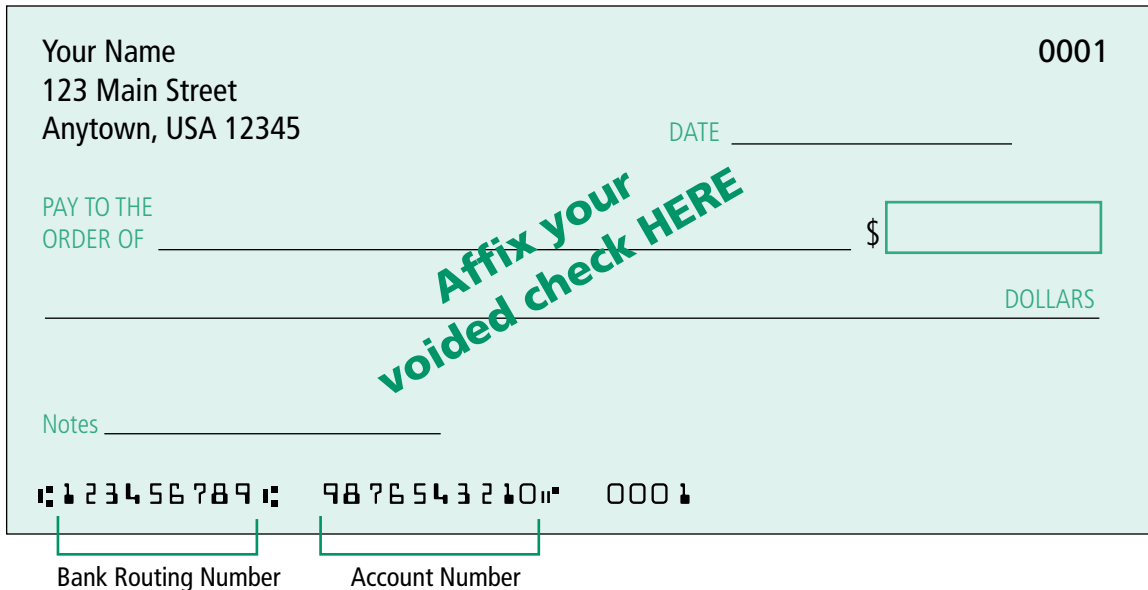 Your Name 0001
123 Main Street
Anytown, USA 12345
DATE
PAY TO THE
ORDER OF $
Affix your
voided check HERE
DOLLARS
Notes
⑆123456789⑆ 9876543210⑈ 0001
Bank Routing Number Account Number